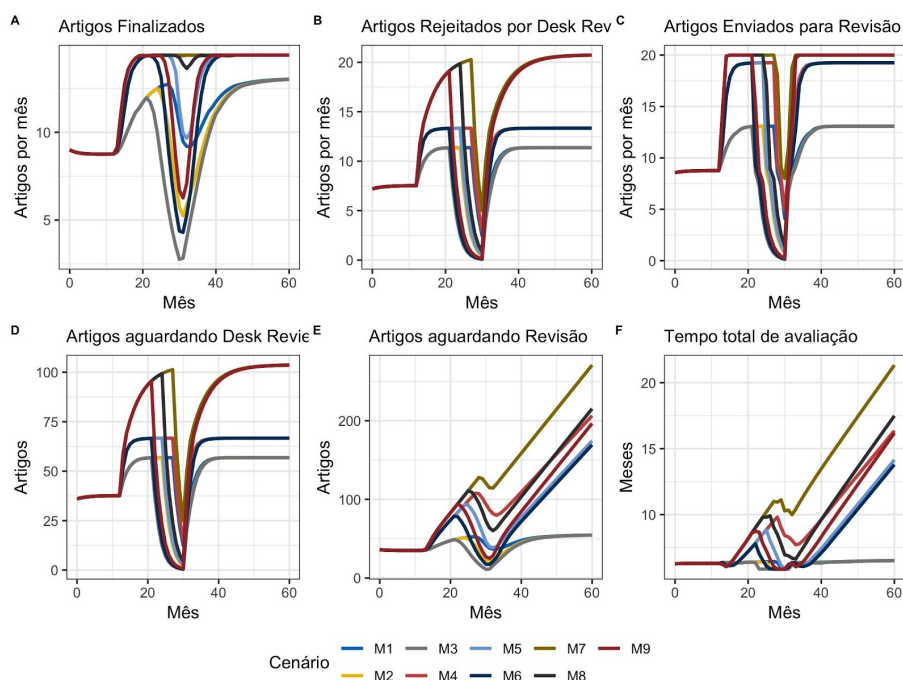 A
Artigos Finalizados
Artigos por mês
10
5
0
20
40
60
Mês
B
Artigos Rejeitados por Desk Rev
Artigos por mês
20
15
10
5
0
0
20
40
60
Mês
C
Artigos Enviados para Revisão
Artigos por mês
20
15
10
5
0
0
20
40
60
Mês
D
Artigos aguardando Desk Revie
Artigos
100
75
50
25
0
0
20
40
60
Mês
E
Artigos aguardando Revisão
Artigos
200
100
0
0
20
40
60
Mês
F
Tempo total de avaliação
Meses
20
15
10
0
20
40
60
Mês
Cenário
M1 M3 M5 M7 M9
M2 M4 M6 M8